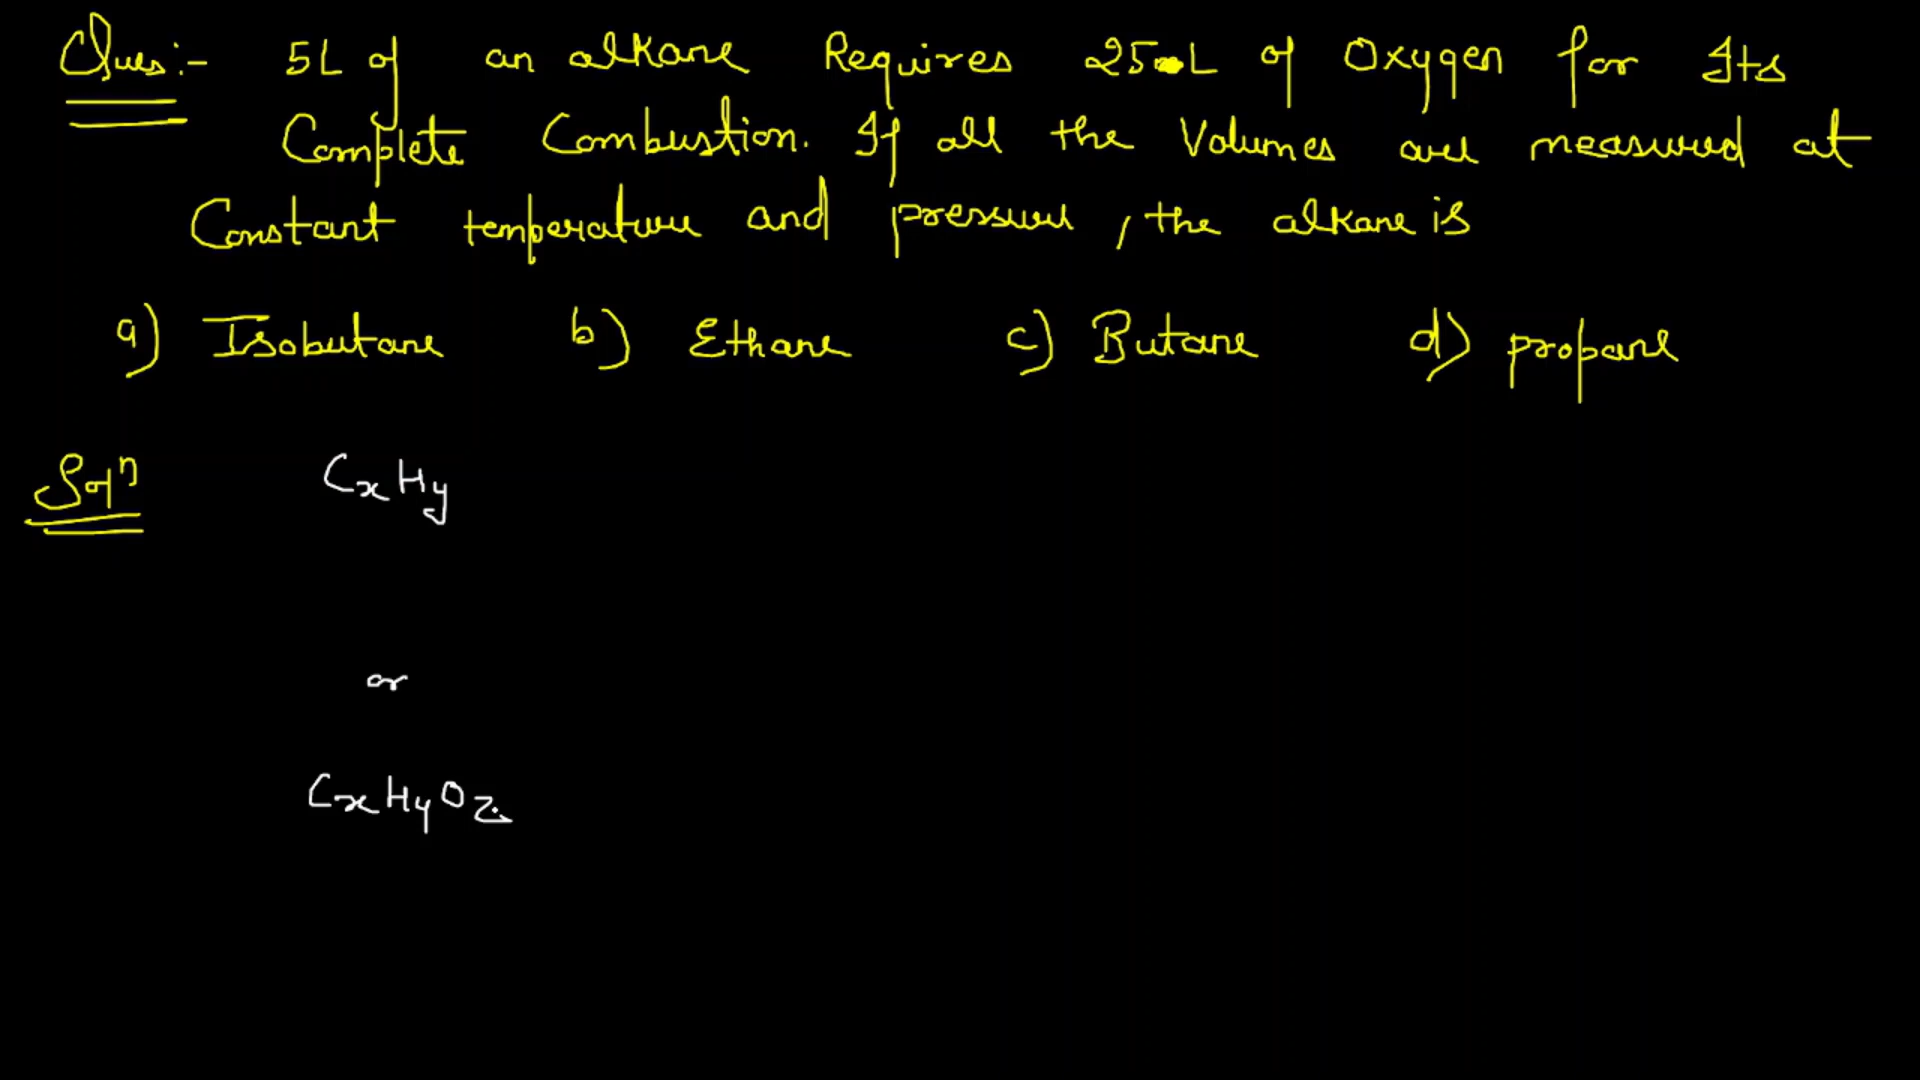 Ques:- 5L of an alkane Requires 25 L of Oxygen for Its
Complete Combustion. If all the Volumes are measured at
Constant temperature and pressure, the alkane is
a) Isobutane b) Ethane c) Butane d) propane
Solⁿ CxHy
or
CxHyOz